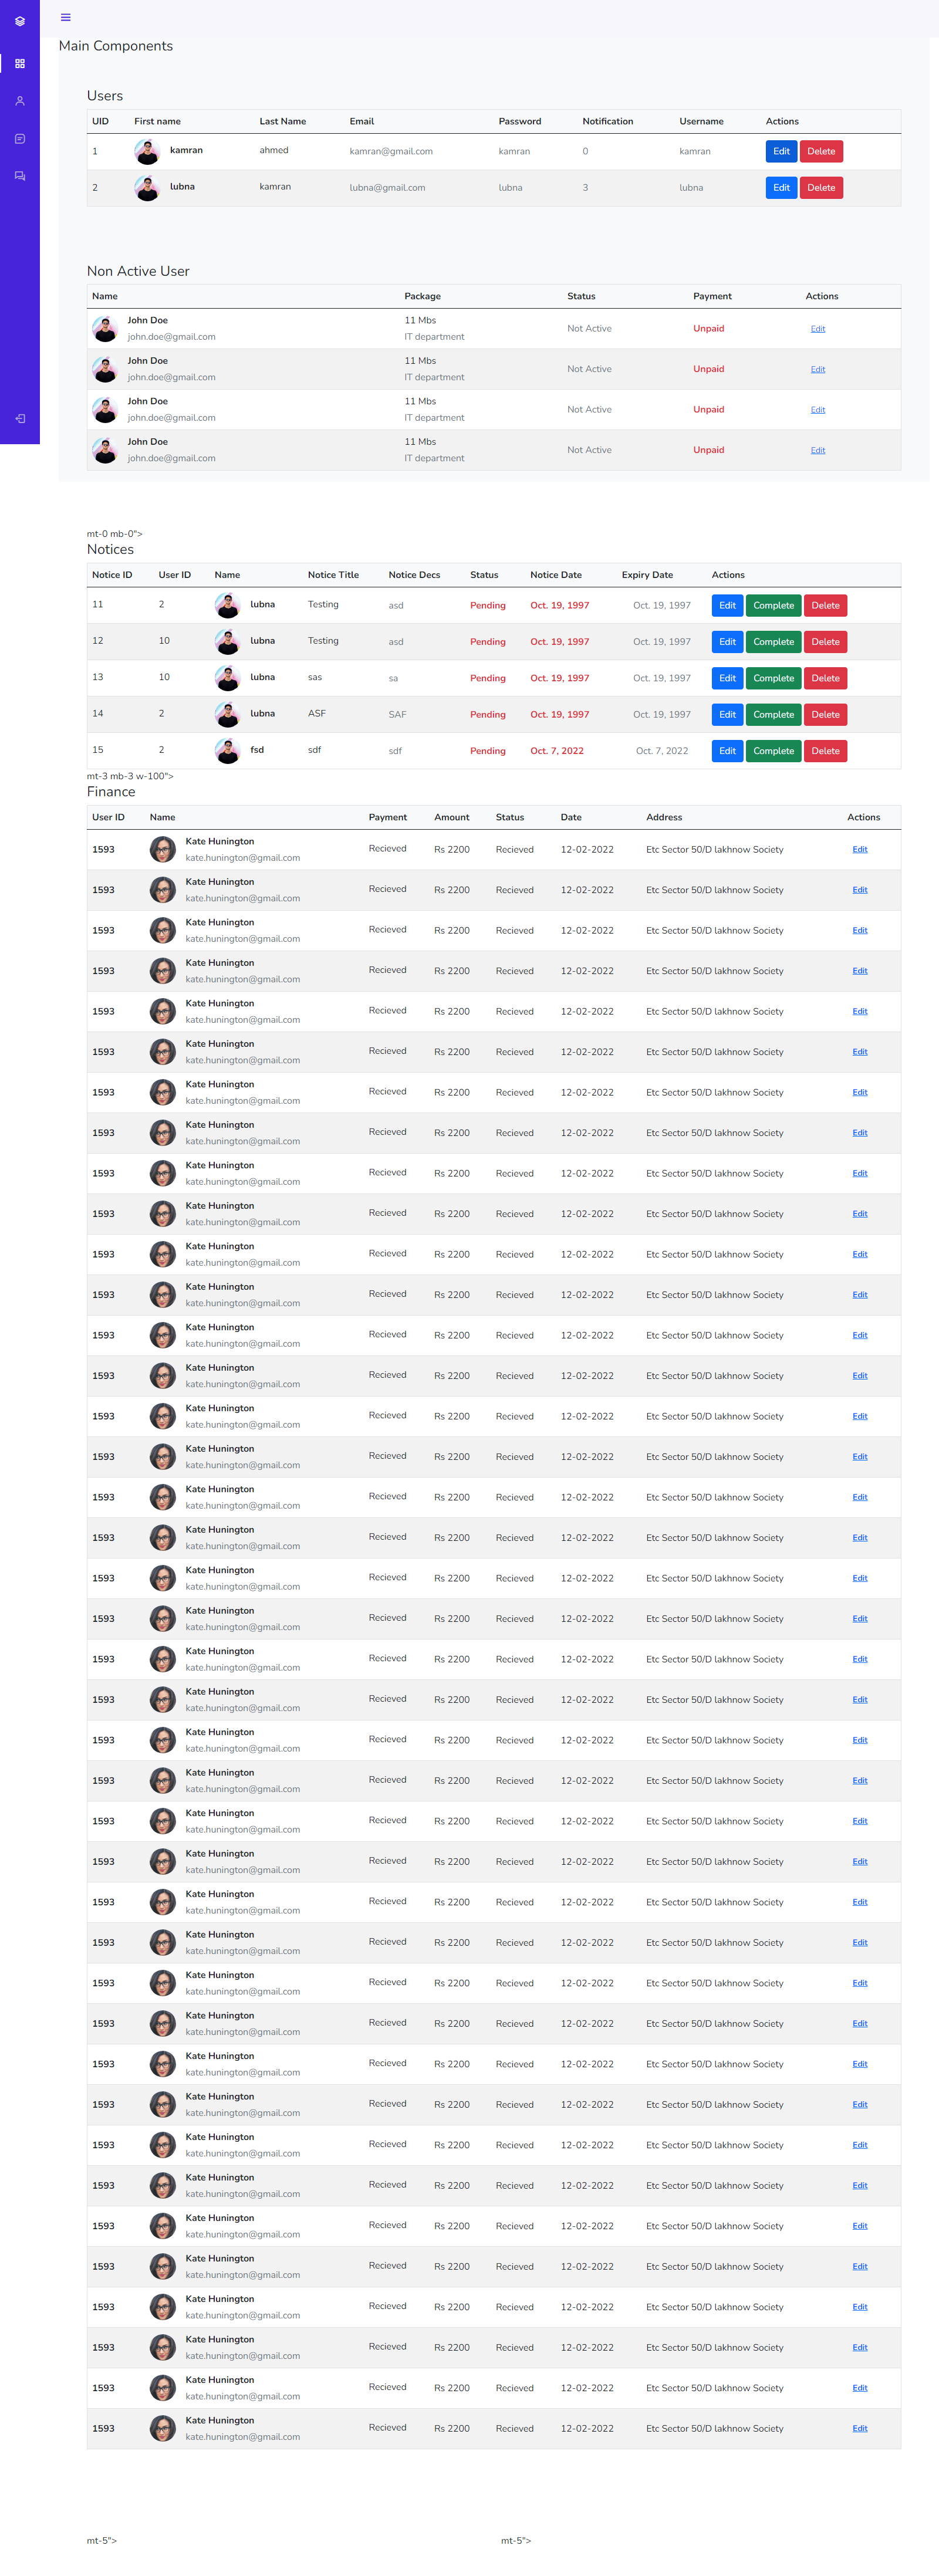 Main Components
Users
UID First name Last Name Email Password Notification Username Actions
1 kamran ahmed kamran@gmail.com kamran 0 kamran Edit Delete
2 lubna kamran lubna@gmail.com lubna 3 lubna Edit Delete
Non Active User
Name Package Status Payment Actions
John Doe 11 Mbs Not Active Unpaid Edit
john.doe@gmail.com IT department
John Doe 11 Mbs Not Active Unpaid Edit
john.doe@gmail.com IT department
John Doe 11 Mbs Not Active Unpaid Edit
john.doe@gmail.com IT department
John Doe 11 Mbs Not Active Unpaid Edit
john.doe@gmail.com IT department
mt-0 mb-0">
Notices
Notice ID User ID Name Notice Title Notice Decs Status Notice Date Expiry Date Actions
11 2 lubna Testing asd Pending Oct. 19, 1997 Oct. 19, 1997 Edit Complete Delete
12 10 lubna Testing asd Pending Oct. 19, 1997 Oct. 19, 1997 Edit Complete Delete
13 10 lubna sas sa Pending Oct. 19, 1997 Oct. 19, 1997 Edit Complete Delete
14 2 lubna ASF SAF Pending Oct. 19, 1997 Oct. 19, 1997 Edit Complete Delete
15 2 fsd sdf sdf Pending Oct. 7, 2022 Oct. 7, 2022 Edit Complete Delete
mt-3 mb-3 w-100">
Finance
User ID Name Payment Amount Status Date Address Actions
1593 Kate Hunington Recieved Rs 2200 Recieved 12-02-2022 Etc Sector 50/D lakhnow Society Edit
kate.hunington@gmail.com
1593 Kate Hunington Recieved Rs 2200 Recieved 12-02-2022 Etc Sector 50/D lakhnow Society Edit
kate.hunington@gmail.com
1593 Kate Hunington Recieved Rs 2200 Recieved 12-02-2022 Etc Sector 50/D lakhnow Society Edit
kate.hunington@gmail.com
1593 Kate Hunington Recieved Rs 2200 Recieved 12-02-2022 Etc Sector 50/D lakhnow Society Edit
kate.hunington@gmail.com
1593 Kate Hunington Recieved Rs 2200 Recieved 12-02-2022 Etc Sector 50/D lakhnow Society Edit
kate.hunington@gmail.com
1593 Kate Hunington Recieved Rs 2200 Recieved 12-02-2022 Etc Sector 50/D lakhnow Society Edit
kate.hunington@gmail.com
1593 Kate Hunington Recieved Rs 2200 Recieved 12-02-2022 Etc Sector 50/D lakhnow Society Edit
kate.hunington@gmail.com
1593 Kate Hunington Recieved Rs 2200 Recieved 12-02-2022 Etc Sector 50/D lakhnow Society Edit
kate.hunington@gmail.com
1593 Kate Hunington Recieved Rs 2200 Recieved 12-02-2022 Etc Sector 50/D lakhnow Society Edit
kate.hunington@gmail.com
1593 Kate Hunington Recieved Rs 2200 Recieved 12-02-2022 Etc Sector 50/D lakhnow Society Edit
kate.hunington@gmail.com
1593 Kate Hunington Recieved Rs 2200 Recieved 12-02-2022 Etc Sector 50/D lakhnow Society Edit
kate.hunington@gmail.com
1593 Kate Hunington Recieved Rs 2200 Recieved 12-02-2022 Etc Sector 50/D lakhnow Society Edit
kate.hunington@gmail.com
1593 Kate Hunington Recieved Rs 2200 Recieved 12-02-2022 Etc Sector 50/D lakhnow Society Edit
kate.hunington@gmail.com
1593 Kate Hunington Recieved Rs 2200 Recieved 12-02-2022 Etc Sector 50/D lakhnow Society Edit
kate.hunington@gmail.com
1593 Kate Hunington Recieved Rs 2200 Recieved 12-02-2022 Etc Sector 50/D lakhnow Society Edit
kate.hunington@gmail.com
1593 Kate Hunington Recieved Rs 2200 Recieved 12-02-2022 Etc Sector 50/D lakhnow Society Edit
kate.hunington@gmail.com
1593 Kate Hunington Recieved Rs 2200 Recieved 12-02-2022 Etc Sector 50/D lakhnow Society Edit
kate.hunington@gmail.com
1593 Kate Hunington Recieved Rs 2200 Recieved 12-02-2022 Etc Sector 50/D lakhnow Society Edit
kate.hunington@gmail.com
1593 Kate Hunington Recieved Rs 2200 Recieved 12-02-2022 Etc Sector 50/D lakhnow Society Edit
kate.hunington@gmail.com
1593 Kate Hunington Recieved Rs 2200 Recieved 12-02-2022 Etc Sector 50/D lakhnow Society Edit
kate.hunington@gmail.com
1593 Kate Hunington Recieved Rs 2200 Recieved 12-02-2022 Etc Sector 50/D lakhnow Society Edit
kate.hunington@gmail.com
1593 Kate Hunington Recieved Rs 2200 Recieved 12-02-2022 Etc Sector 50/D lakhnow Society Edit
kate.hunington@gmail.com
1593 Kate Hunington Recieved Rs 2200 Recieved 12-02-2022 Etc Sector 50/D lakhnow Society Edit
kate.hunington@gmail.com
1593 Kate Hunington Recieved Rs 2200 Recieved 12-02-2022 Etc Sector 50/D lakhnow Society Edit
kate.hunington@gmail.com
1593 Kate Hunington Recieved Rs 2200 Recieved 12-02-2022 Etc Sector 50/D lakhnow Society Edit
kate.hunington@gmail.com
1593 Kate Hunington Recieved Rs 2200 Recieved 12-02-2022 Etc Sector 50/D lakhnow Society Edit
kate.hunington@gmail.com
1593 Kate Hunington Recieved Rs 2200 Recieved 12-02-2022 Etc Sector 50/D lakhnow Society Edit
kate.hunington@gmail.com
1593 Kate Hunington Recieved Rs 2200 Recieved 12-02-2022 Etc Sector 50/D lakhnow Society Edit
kate.hunington@gmail.com
1593 Kate Hunington Recieved Rs 2200 Recieved 12-02-2022 Etc Sector 50/D lakhnow Society Edit
kate.hunington@gmail.com
1593 Kate Hunington Recieved Rs 2200 Recieved 12-02-2022 Etc Sector 50/D lakhnow Society Edit
kate.hunington@gmail.com
1593 Kate Hunington Recieved Rs 2200 Recieved 12-02-2022 Etc Sector 50/D lakhnow Society Edit
kate.hunington@gmail.com
1593 Kate Hunington Recieved Rs 2200 Recieved 12-02-2022 Etc Sector 50/D lakhnow Society Edit
kate.hunington@gmail.com
1593 Kate Hunington Recieved Rs 2200 Recieved 12-02-2022 Etc Sector 50/D lakhnow Society Edit
kate.hunington@gmail.com
1593 Kate Hunington Recieved Rs 2200 Recieved 12-02-2022 Etc Sector 50/D lakhnow Society Edit
kate.hunington@gmail.com
1593 Kate Hunington Recieved Rs 2200 Recieved 12-02-2022 Etc Sector 50/D lakhnow Society Edit
kate.hunington@gmail.com
1593 Kate Hunington Recieved Rs 2200 Recieved 12-02-2022 Etc Sector 50/D lakhnow Society Edit
kate.hunington@gmail.com
1593 Kate Hunington Recieved Rs 2200 Recieved 12-02-2022 Etc Sector 50/D lakhnow Society Edit
kate.hunington@gmail.com
1593 Kate Hunington Recieved Rs 2200 Recieved 12-02-2022 Etc Sector 50/D lakhnow Society Edit
kate.hunington@gmail.com
1593 Kate Hunington Recieved Rs 2200 Recieved 12-02-2022 Etc Sector 50/D lakhnow Society Edit
kate.hunington@gmail.com
1593 Kate Hunington Recieved Rs 2200 Recieved 12-02-2022 Etc Sector 50/D lakhnow Society Edit
kate.hunington@gmail.com
mt-5"> mt-5">